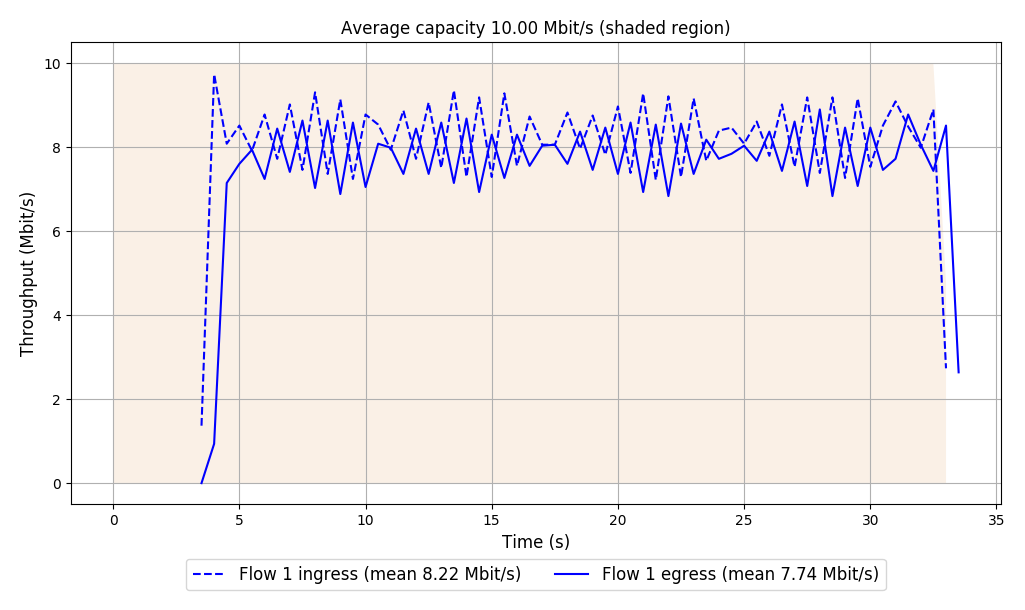 Average capacity 10.00 Mbit/s (shaded region)
Throughput (Mbit/s)
10
8
6
4
2
0
0 5 10 15 20 25 30 35
Time (s)
Flow 1 ingress (mean 8.22 Mbit/s) Flow 1 egress (mean 7.74 Mbit/s)